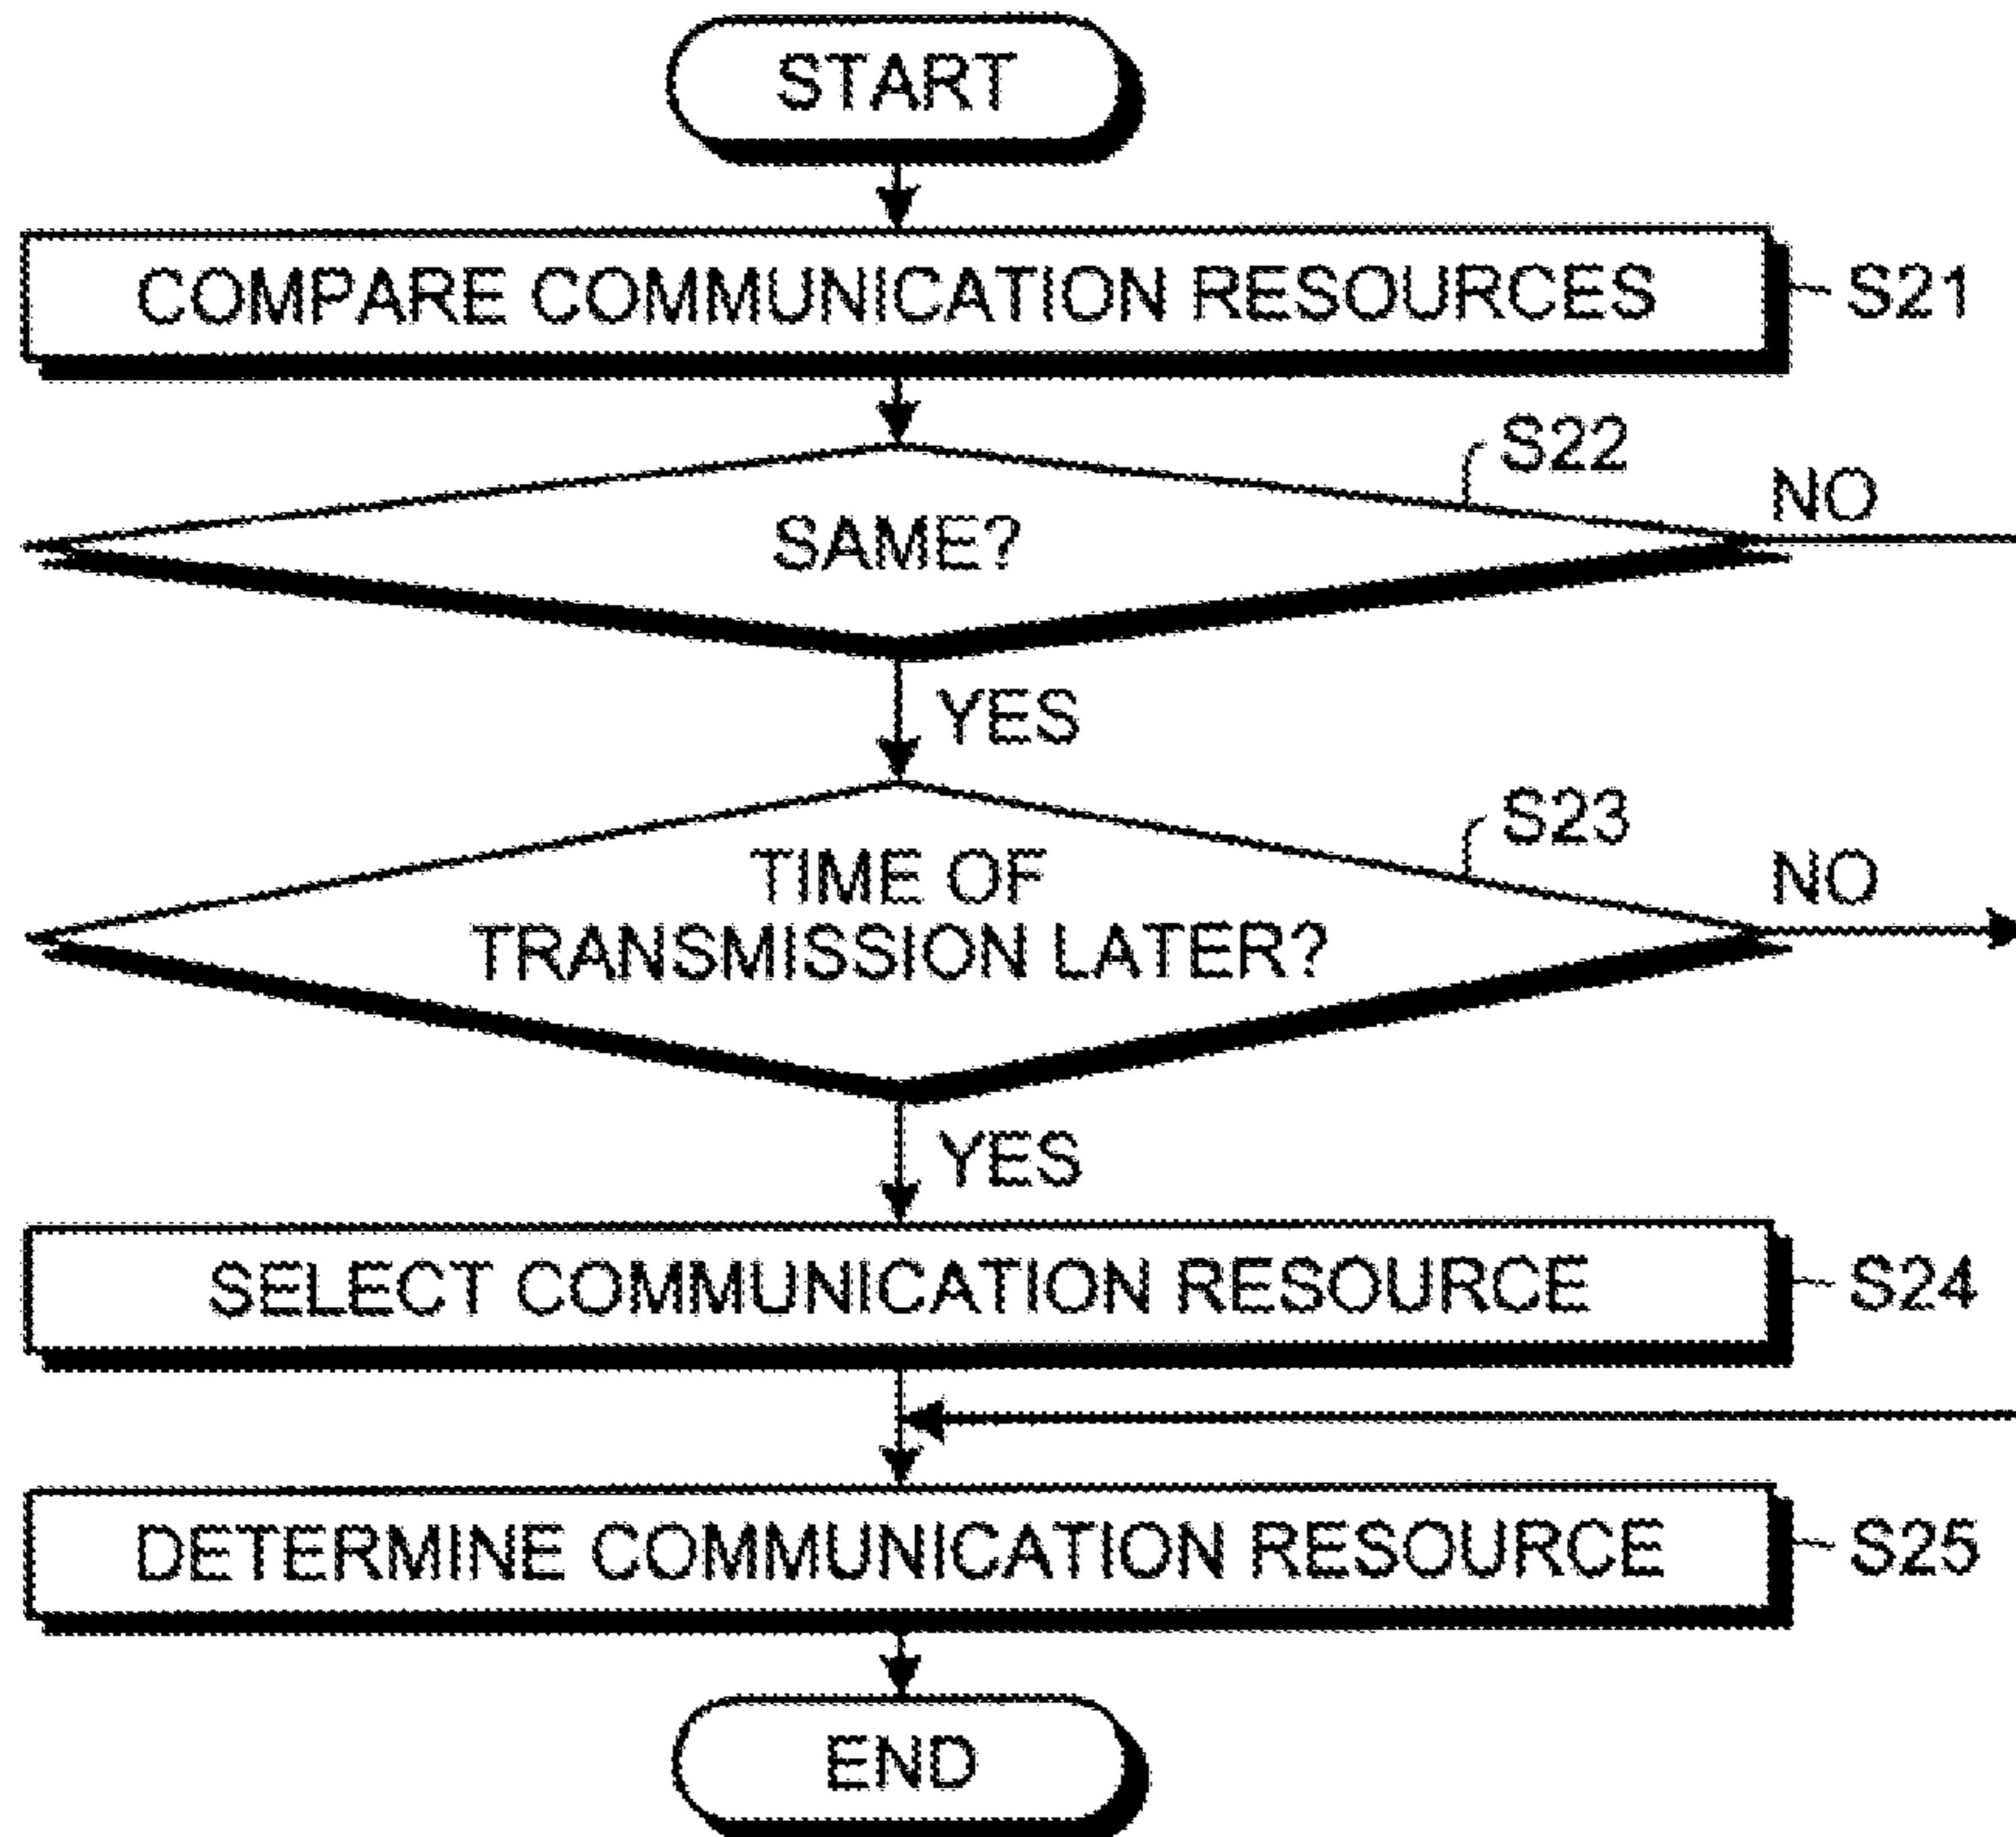 START
COMPARE COMMUNICATION RESOURCES
S21
S22
SAME?
NO
YES
S23
TIME OF
TRANSMISSION LATER?
NO
YES
SELECT COMMUNICATION RESOURCE
S24
DETERMINE COMMUNICATION RESOURCE
S25
END